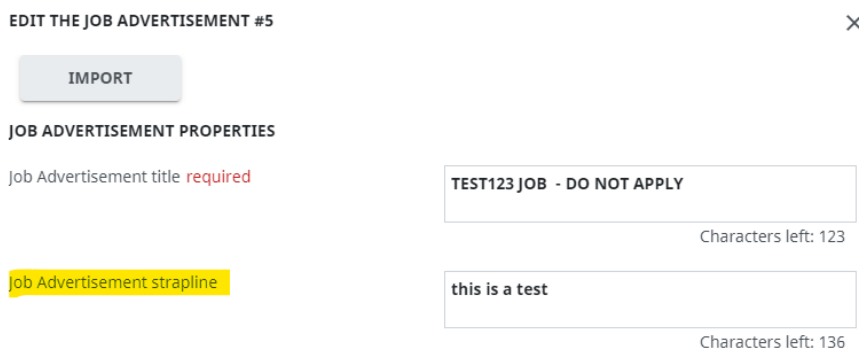 EDIT THE JOB ADVERTISEMENT #5
IMPORT
JOB ADVERTISEMENT PROPERTIES
Job Advertisement title required
TEST123 JOB  - DO NOT APPLY
Characters left: 123
Job Advertisement strapline
this is a test
Characters left: 136